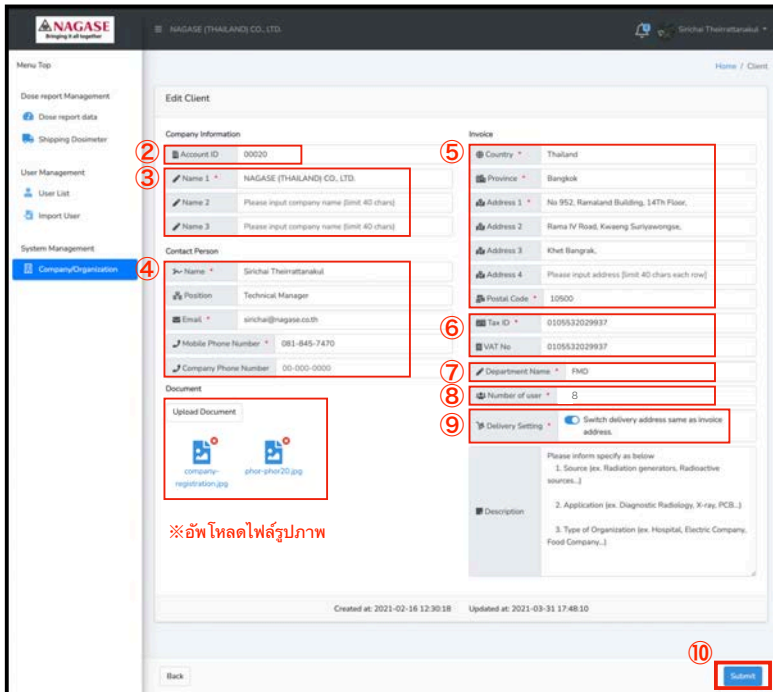 NAGASE
Bringing it all together
NAGASE (THAILAND) CO., LTD.
Sirichai Theirrattanakul
Menu Top
Home / Client
Dose report Management
Dose report data
Shipping Dosimeter
User Management
User List
Import User
System Management
Company/Organization
Edit Client
Company Information
② Account ID 00020
③ Name 1 * NAGASE (THAILAND) CO., LTD.
Name 2 Please input company name (limit 40 chars)
Name 3 Please input company name (limit 40 chars)
Contact Person
④ Name * Sirichai Theirrattanakul
Position Technical Manager
Email * sirichai@nagase.co.th
Mobile Phone Number * 081-845-7470
Company Phone Number 00-000-0000
Document
Upload Document
company-registration.jpg
phor-phor20.jpg
※อัพโหลดไฟล์รูปภาพ
Invoice
⑤ Country * Thailand
Province * Bangkok
Address 1 * No 952, Ramaland Building, 14Th Floor,
Address 2 Rama IV Road, Kwaeng Suriyawongse,
Address 3 Khet Bangrak,
Address 4 Please input address (limit 40 chars each row)
Postal Code * 10500
⑥ Tax ID * 0105532029937
VAT No 0105532029937
⑦ Department Name * FMD
⑧ Number of user * 8
⑨ Delivery Setting * Switch delivery address same as invoice
address.
Description
Please inform specify as below
1. Source (ex. Radiation generators, Radioactive
sources...)
2. Application (ex. Diagnostic Radiology, X-ray, PCB...)
3. Type of Organization (ex. Hospital, Electric Company,
Food Company...)
Created at: 2021-02-16 12:30:18 Updated at: 2021-03-31 17:48:10
Back
⑩ Submit